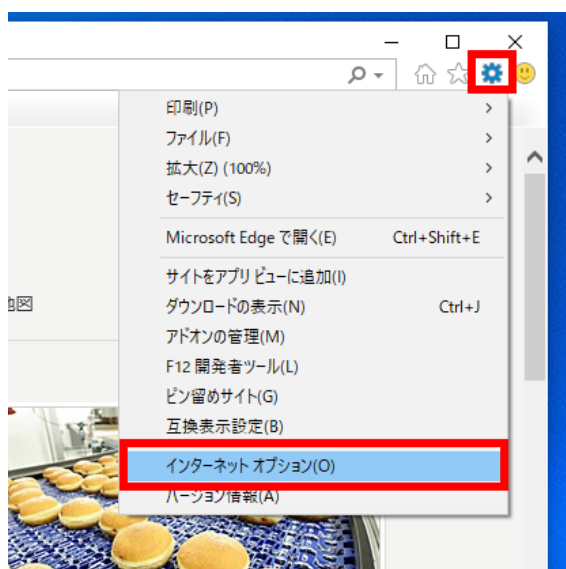 印刷(P)
ファイル(F)
拡大(Z) (100%)
セーフティ(S)
Microsoft Edge で開く(E) Ctrl+Shift+E
サイトをアプリ ビューに追加(I)
地図
ダウンロードの表示(N) Ctrl+J
アドオンの管理(M)
F12 開発者ツール(L)
ピン留めサイト(G)
互換表示設定(B)
インターネット オプション(O)
バージョン情報(A)